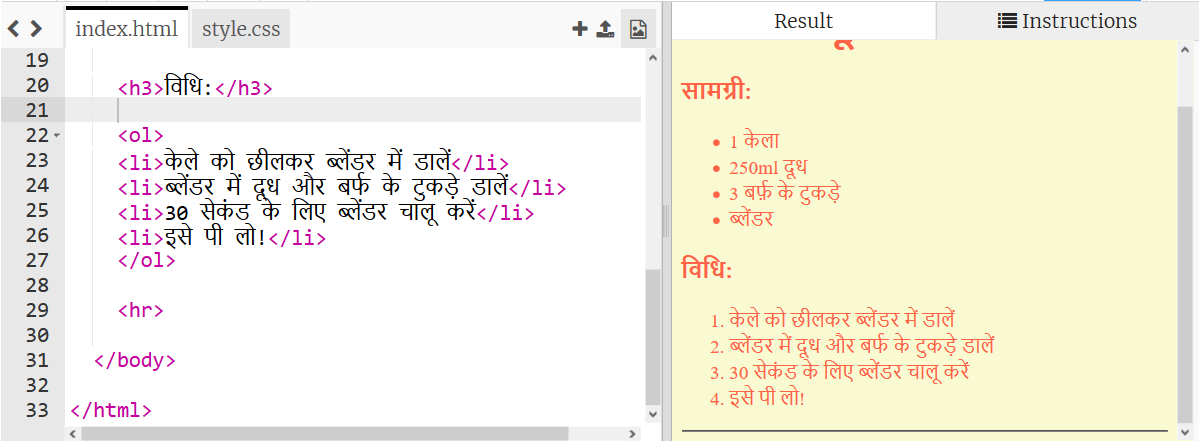 index.html style.css
19
20 <h3>विधि:</h3>
21
22 <ol>
23 <li>केले को छीलकर ब्लेंडर में डालें</li>
24 <li>ब्लेंडर में दूध और बर्फ के टुकड़े डालें</li>
25 <li>30 सेकंड के लिए ब्लेंडर चालू करें</li>
26 <li>इसे पी लो!</li>
27 </ol>
28
29 <hr>
30
31 </body>
32
33 </html>
Result Instructions
सामग्री:
1 केला
250ml दूध
3 बर्फ़ के टुकड़े
ब्लेंडर
विधि:
1. केले को छीलकर ब्लेंडर में डालें
2. ब्लेंडर में दूध और बर्फ के टुकड़े डालें
3. 30 सेकंड के लिए ब्लेंडर चालू करें
4. इसे पी लो!